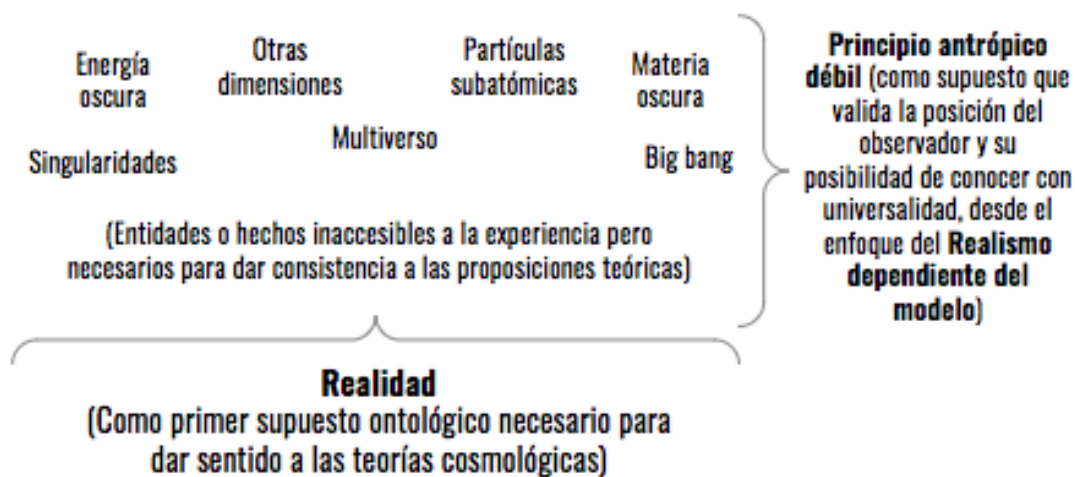 Energía
oscura
Otras
dimensiones
Partículas
subatómicas
Materia
oscura
Singularidades
Multiverso
Big bang
(Entidades o hechos inaccesibles a la experiencia pero
necesarios para dar consistencia a las proposiciones teóricas)
Principio antrópico
débil (como supuesto que
valida la posición del
observador y su
posibilidad de conocer con
universalidad, desde el
enfoque del Realismo
dependiente del
modelo)
Realidad
(Como primer supuesto ontológico necesario para
dar sentido a las teorías cosmológicas)